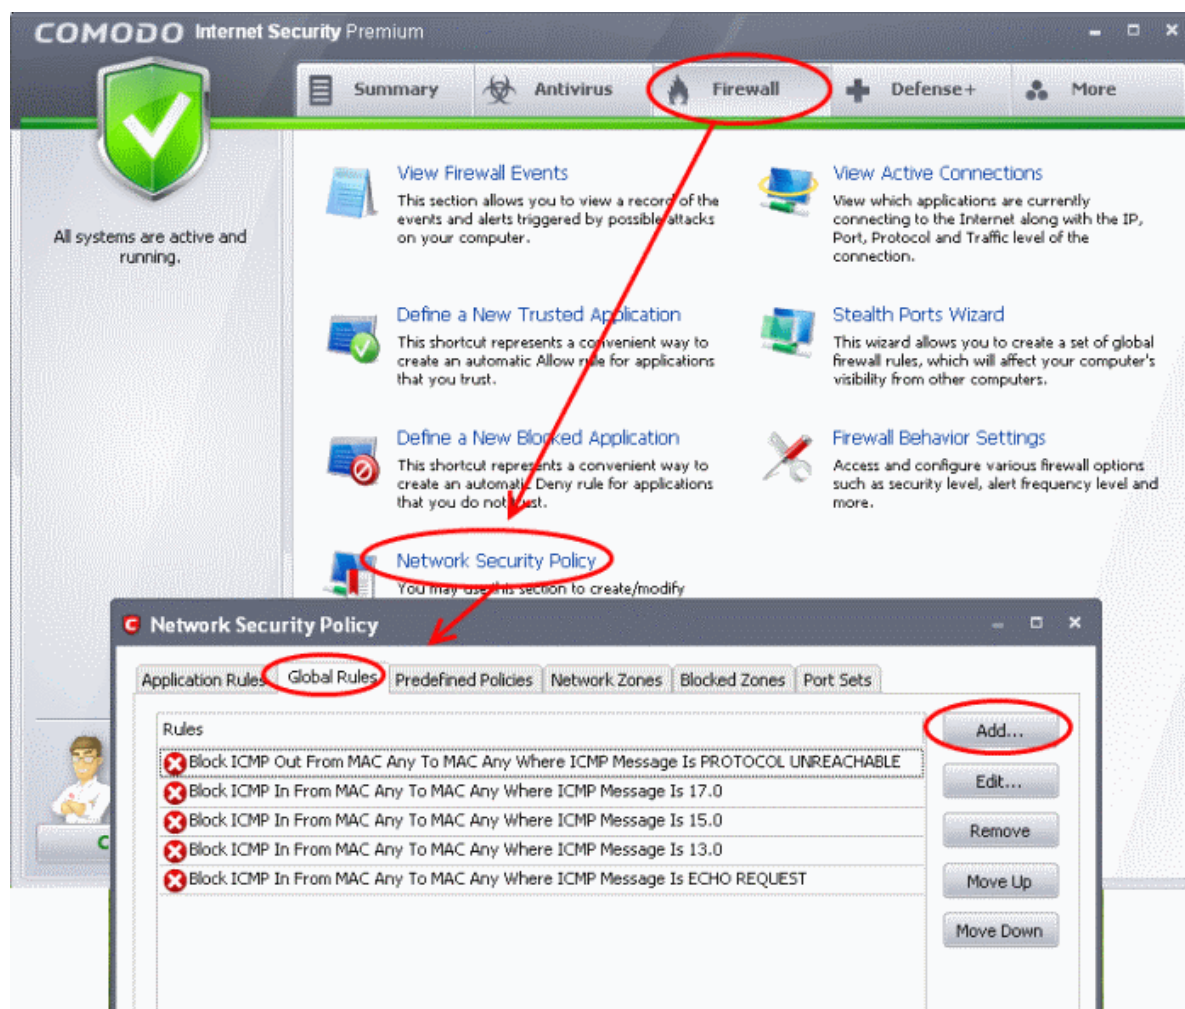 COMODO Internet Security Premium
Summary
Antivirus
Firewall
Defense+
More
All systems are active and
running.
View Firewall Events
This section allows you to view a record of the
events and alerts triggered by possible attacks
on your computer.
View Active Connections
View which applications are currently
connecting to the Internet along with the IP,
Port, Protocol and Traffic level of the
connection.
Define a New Trusted Application
This shortcut represents a convenient way to
create an automatic Allow rule for applications
that you trust.
Stealth Ports Wizard
This wizard allows you to create a set of global
firewall rules, which will affect your computer's
visibility from other computers.
Define a New Blocked Application
This shortcut represents a convenient way to
create an automatic Deny rule for applications
that you do not trust.
Firewall Behavior Settings
Access and configure various firewall options
such as security level, alert frequency level and
more.
Network Security Policy
You may use this section to create/modify
Network Security Policy
Application Rules
Global Rules
Predefined Policies
Network Zones
Blocked Zones
Port Sets
Rules
Block ICMP Out From MAC Any To MAC Any Where ICMP Message Is PROTOCOL UNREACHABLE
Block ICMP In From MAC Any To MAC Any Where ICMP Message Is 17.0
Block ICMP In From MAC Any To MAC Any Where ICMP Message Is 15.0
Block ICMP In From MAC Any To MAC Any Where ICMP Message Is 13.0
Block ICMP In From MAC Any To MAC Any Where ICMP Message Is ECHO REQUEST
Add...
Edit...
Remove
Move Up
Move Down